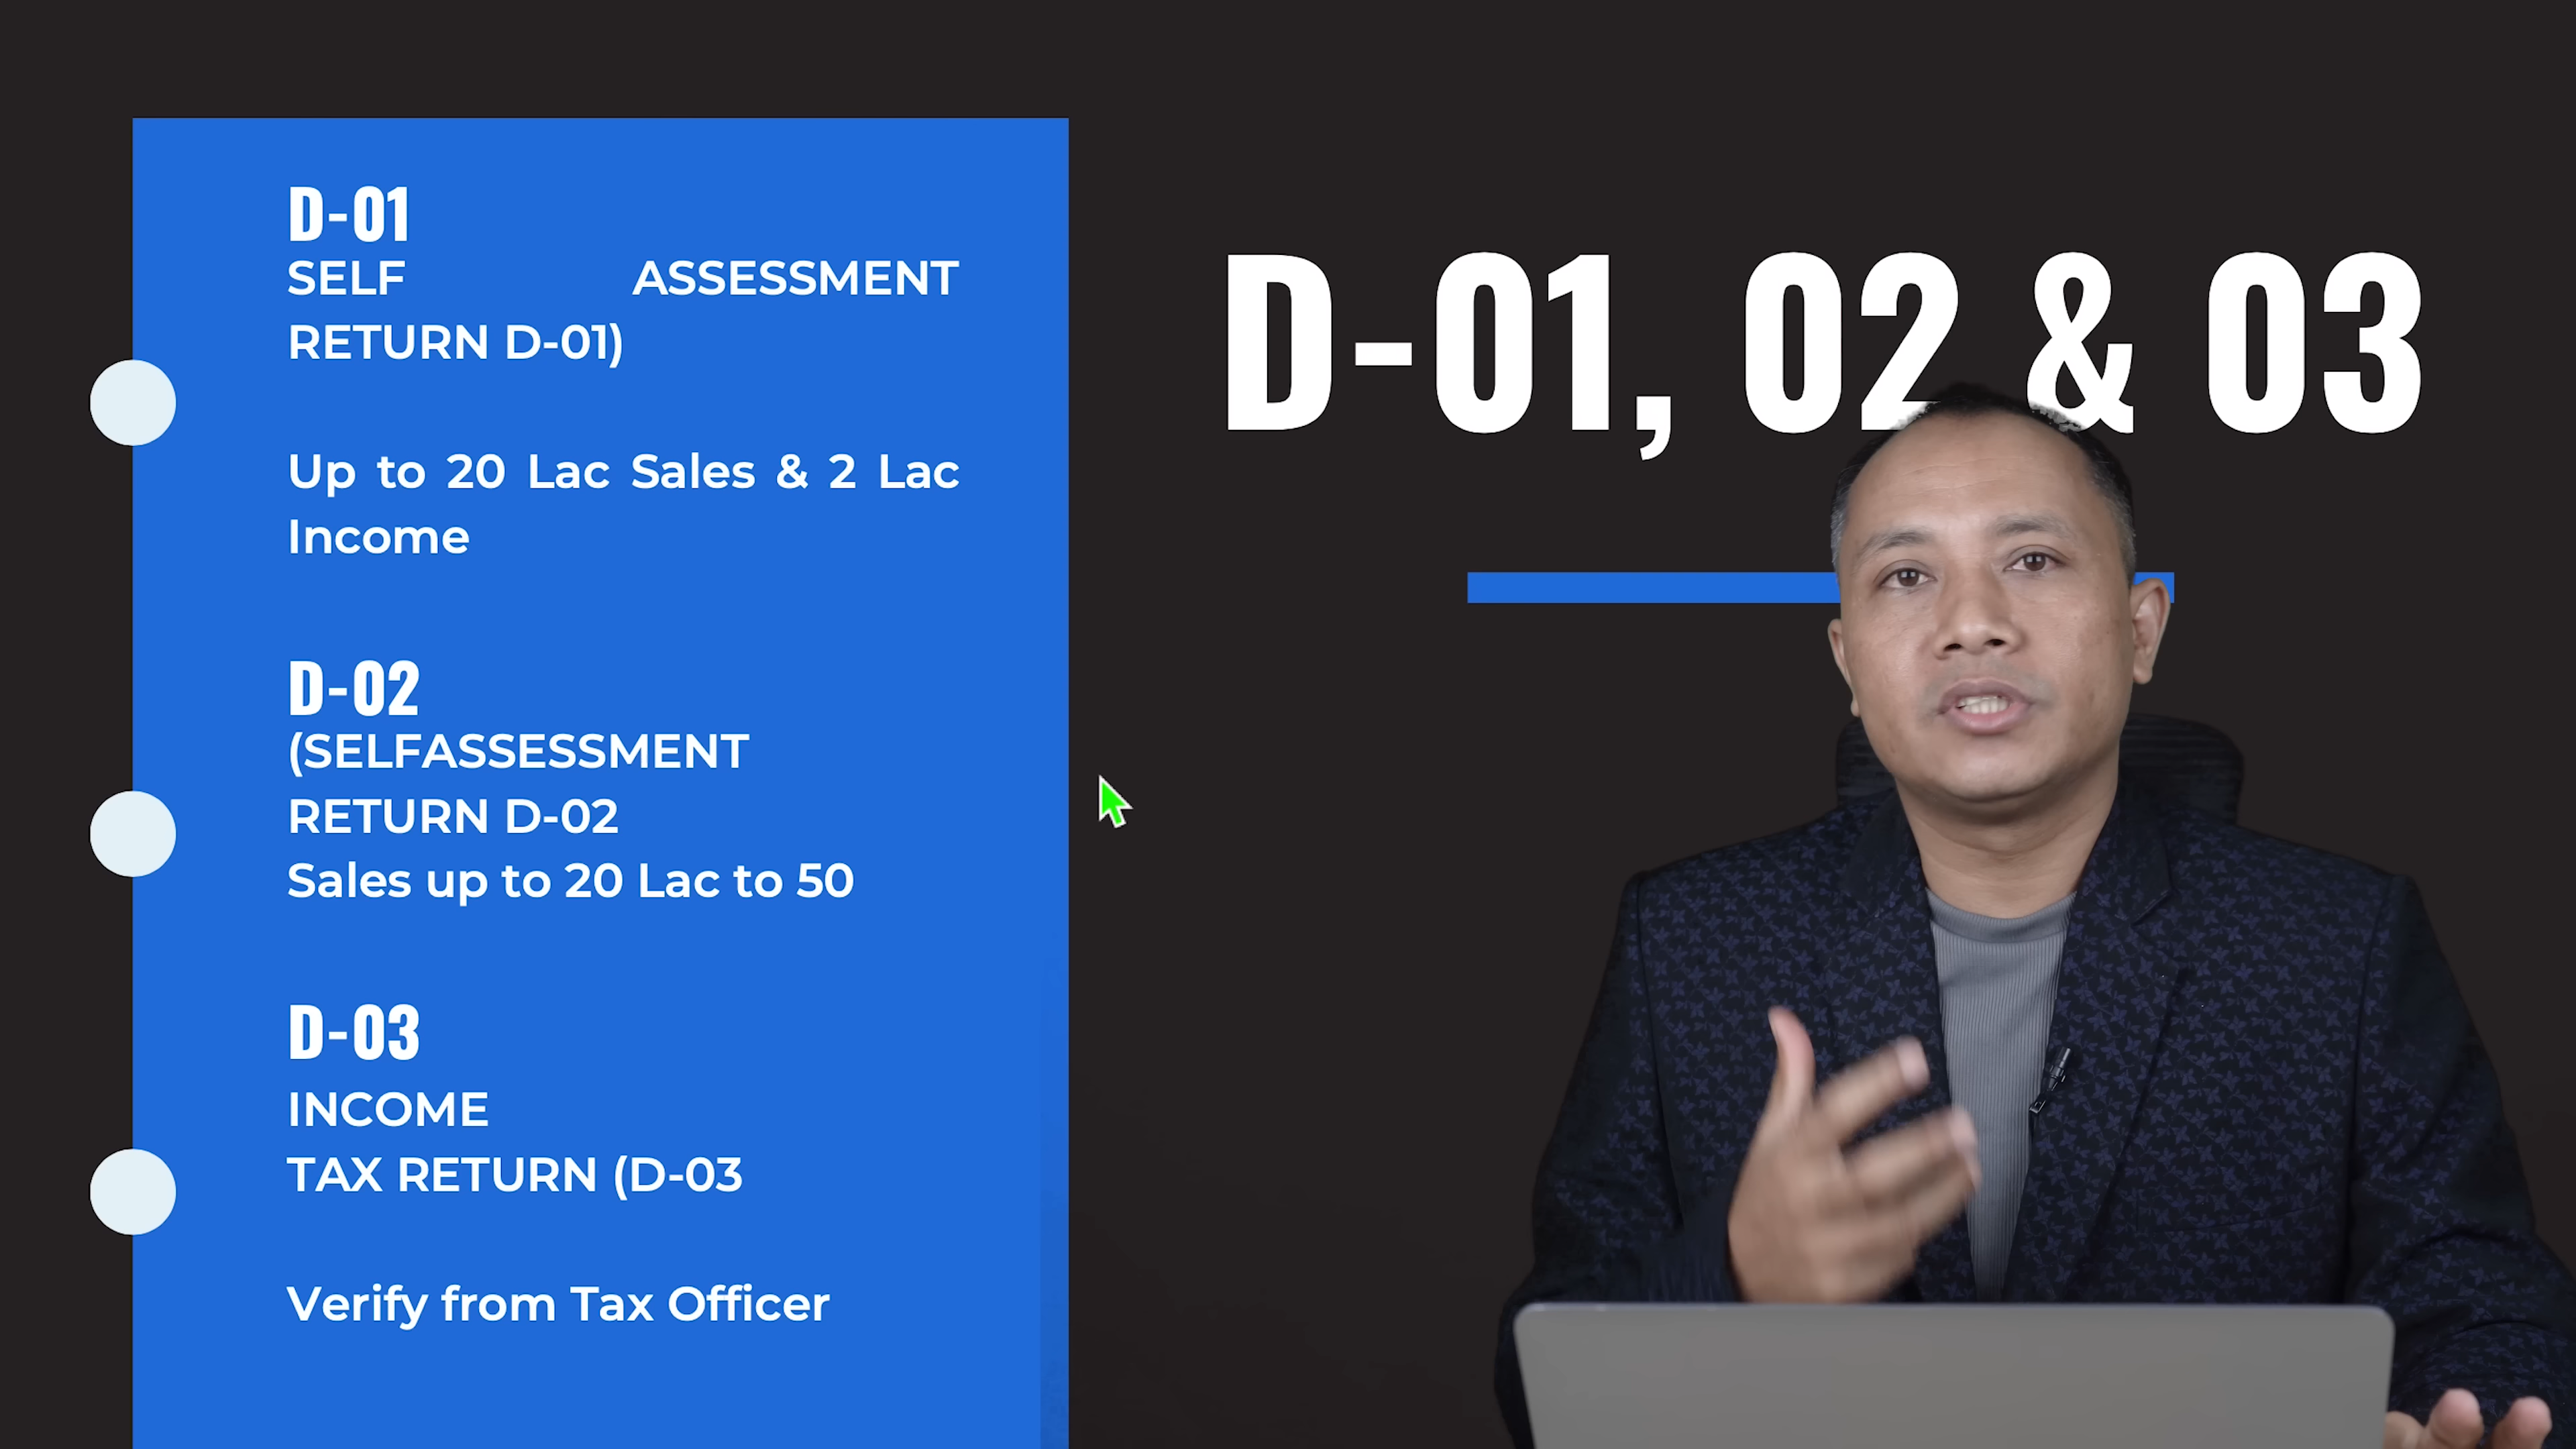 D-01
SELF ASSESSMENT
RETURN D-01)
Up to 20 Lac Sales & 2 Lac
Income
D-02
(SELFASSESSMENT
RETURN D-02
Sales up to 20 Lac to 50
D-03
INCOME
TAX RETURN (D-03
Verify from Tax Officer
D-01, 02 & 03